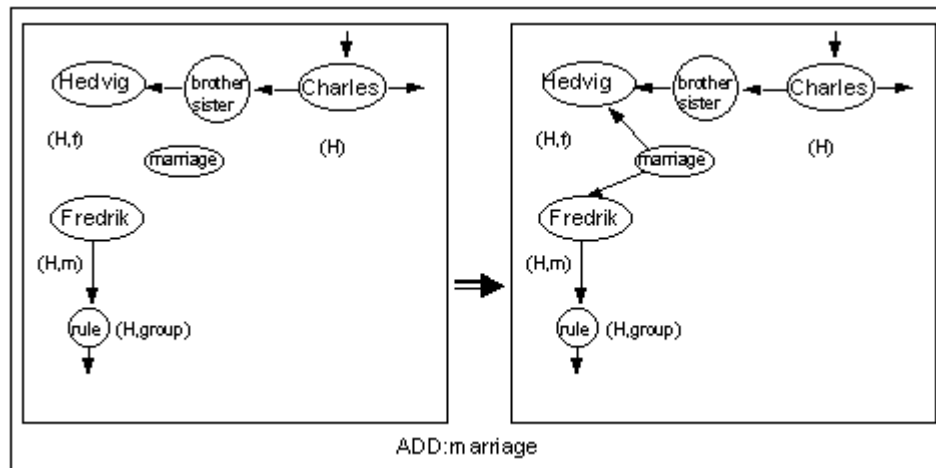 Hedvig
brother
sister
Charles
(H,f)
(H)
marriage
Fredrik
(H,m)
rule
(H,group)
Hedvig
brother
sister
Charles
(H,f)
(H)
marriage
Fredrik
(H,m)
rule
(H,group)
ADD:marriage